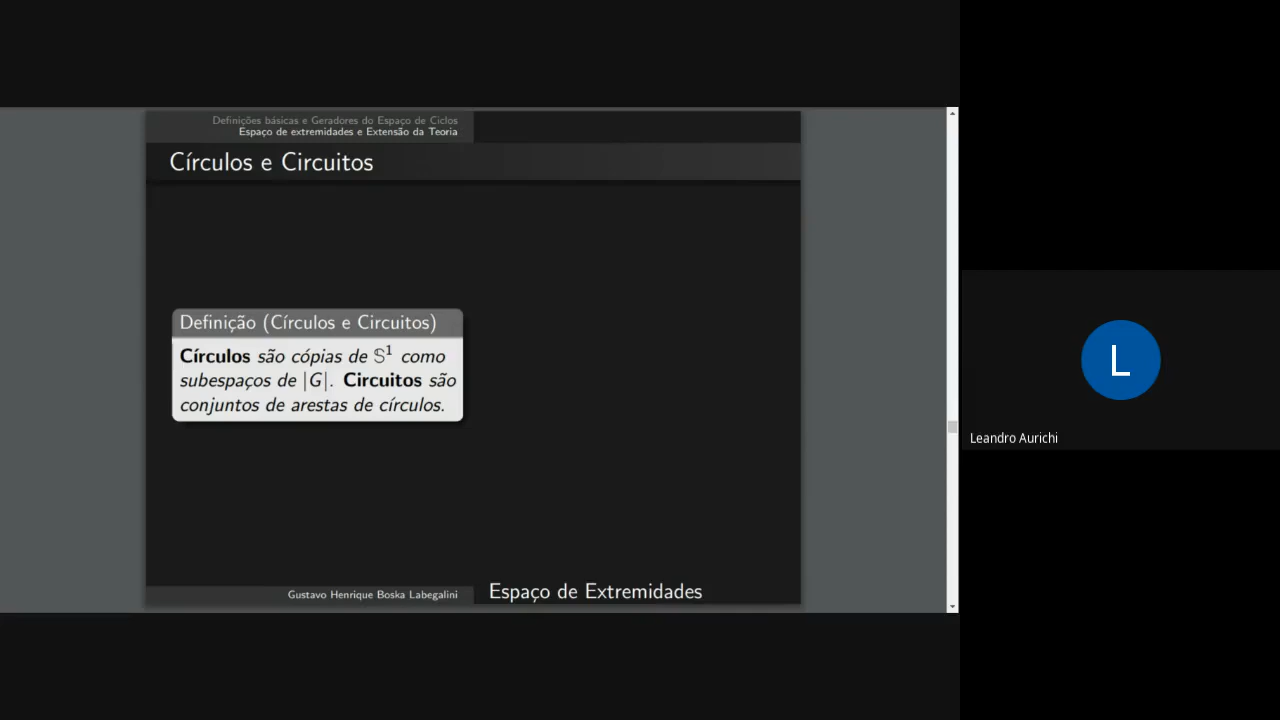 Definições básicas e Geradores do Espaço de Ciclos
Espaço de extremidades e Extensão da Teoria
Círculos e Circuitos
Definição (Círculos e Circuitos)
Círculos são cópias de 𝕊¹ como
subespaços de |G|. Circuitos são
conjuntos de arestas de círculos.
Gustavo Henrique Boska Labegalini
Espaço de Extremidades
L
Leandro Aurichi